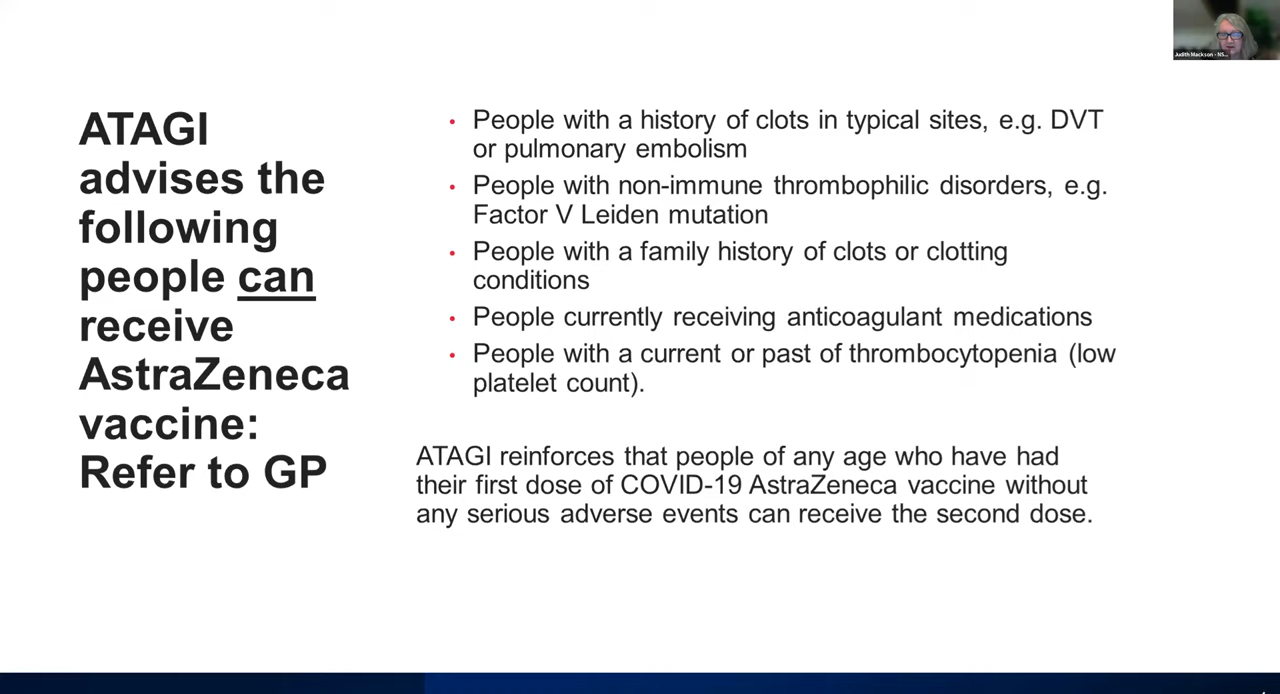 Judith Mackson - NS...
ATAGI
advises the
following
people can
receive
AstraZeneca
vaccine:
Refer to GP
• People with a history of clots in typical sites, e.g. DVT
or pulmonary embolism
• People with non-immune thrombophilic disorders, e.g.
Factor V Leiden mutation
• People with a family history of clots or clotting
conditions
• People currently receiving anticoagulant medications
• People with a current or past of thrombocytopenia (low
platelet count).
ATAGI reinforces that people of any age who have had
their first dose of COVID-19 AstraZeneca vaccine without
any serious adverse events can receive the second dose.